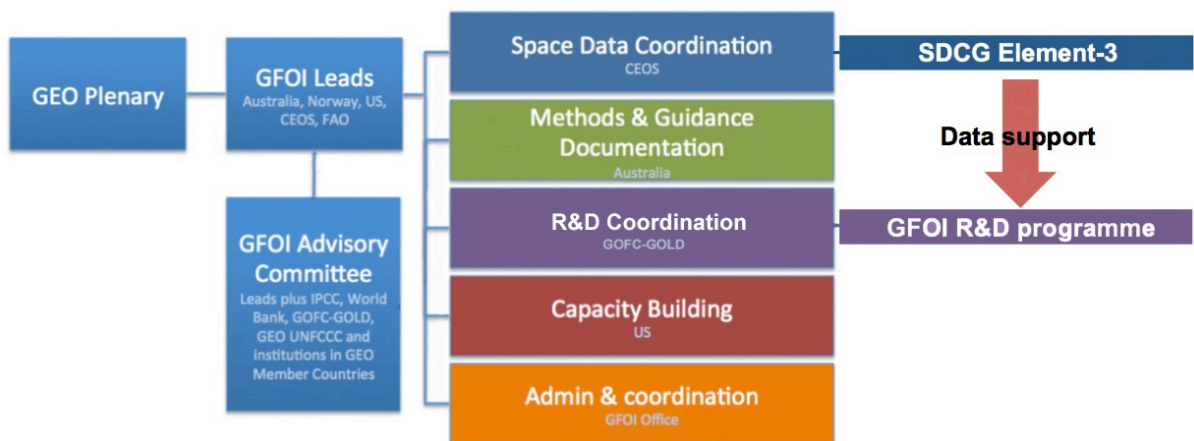 GEO Plenary
GFOI Leads
Australia, Norway, US,
CEOS, FAO
GFOI Advisory
Committee
Leads plus IPCC, World
Bank, GOFC-GOLD,
GEO UNFCCC and
institutions in GEO
Member Countries
Space Data Coordination
CEOS
Methods & Guidance
Documentation
Australia
R&D Coordination
GOFC-GOLD
Capacity Building
US
Admin & coordination
GFOI Office
SDCG Element-3
Data support
GFOI R&D programme